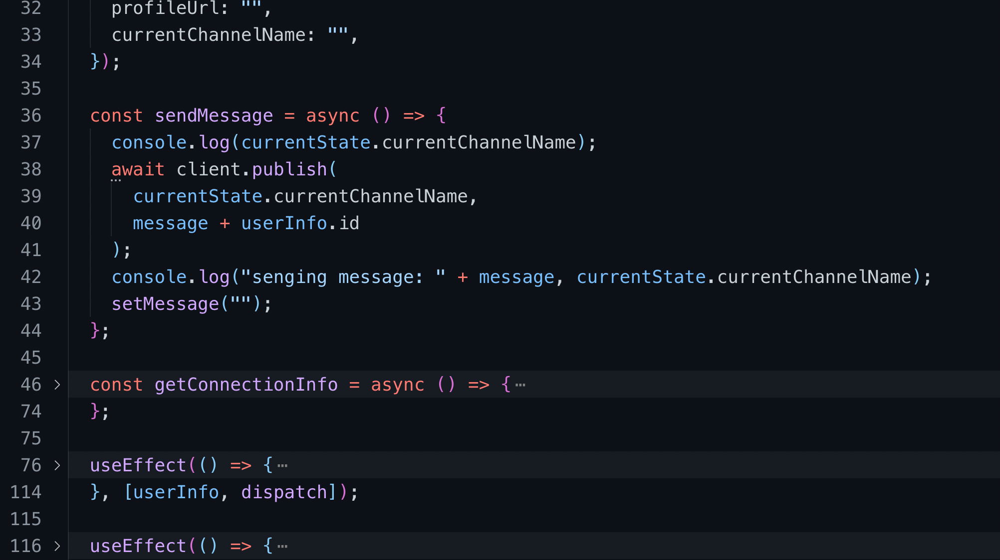 32 profileUrl: "",
33 currentChannelName: "",
34 });
35
36 const sendMessage = async () => {
37 console.log(currentState.currentChannelName);
38 await client.publish(
39 currentState.currentChannelName,
40 message + userInfo.id
41 );
42 console.log("senging message: " + message, currentState.currentChannelName);
43 setMessage("");
44 };
45
46 > const getConnectionInfo = async () => {⋯
74 };
75
76 > useEffect(() => {⋯
114 }, [userInfo, dispatch]);
115
116 > useEffect(() => {⋯